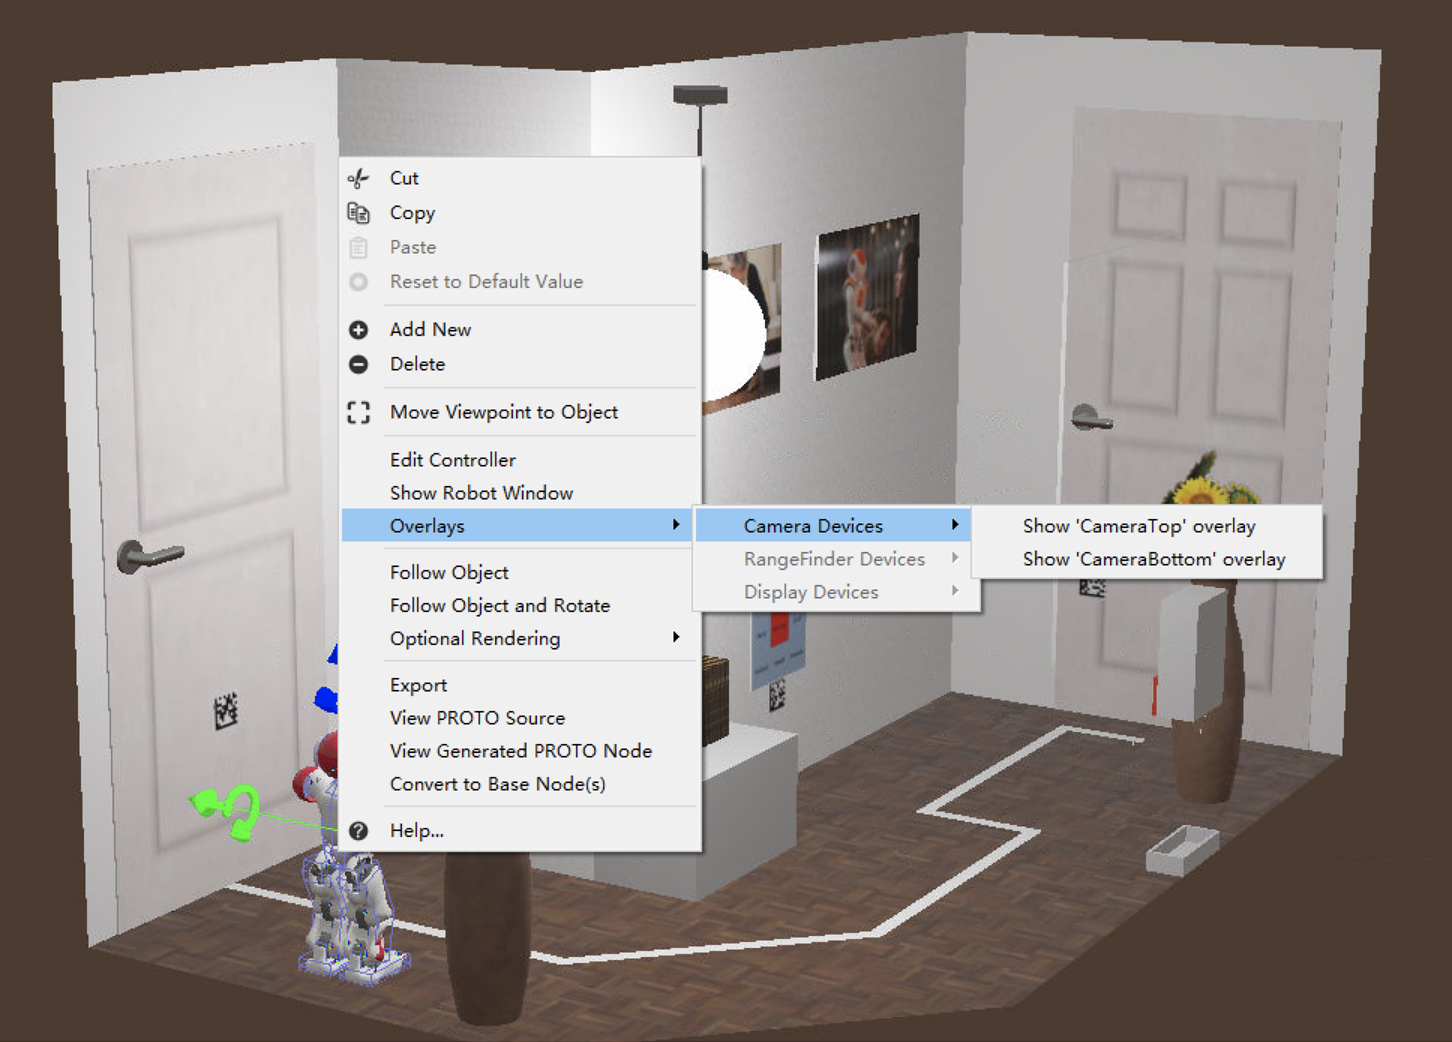 Cut
Copy
Paste
Reset to Default Value
Add New
Delete
Move Viewpoint to Object
Edit Controller
Show Robot Window
Overlays
Camera Devices
Show 'CameraTop' overlay
RangeFinder Devices
Show 'CameraBottom' overlay
Display Devices
Follow Object
Follow Object and Rotate
Optional Rendering
Export
View PROTO Source
View Generated PROTO Node
Convert to Base Node(s)
Help...